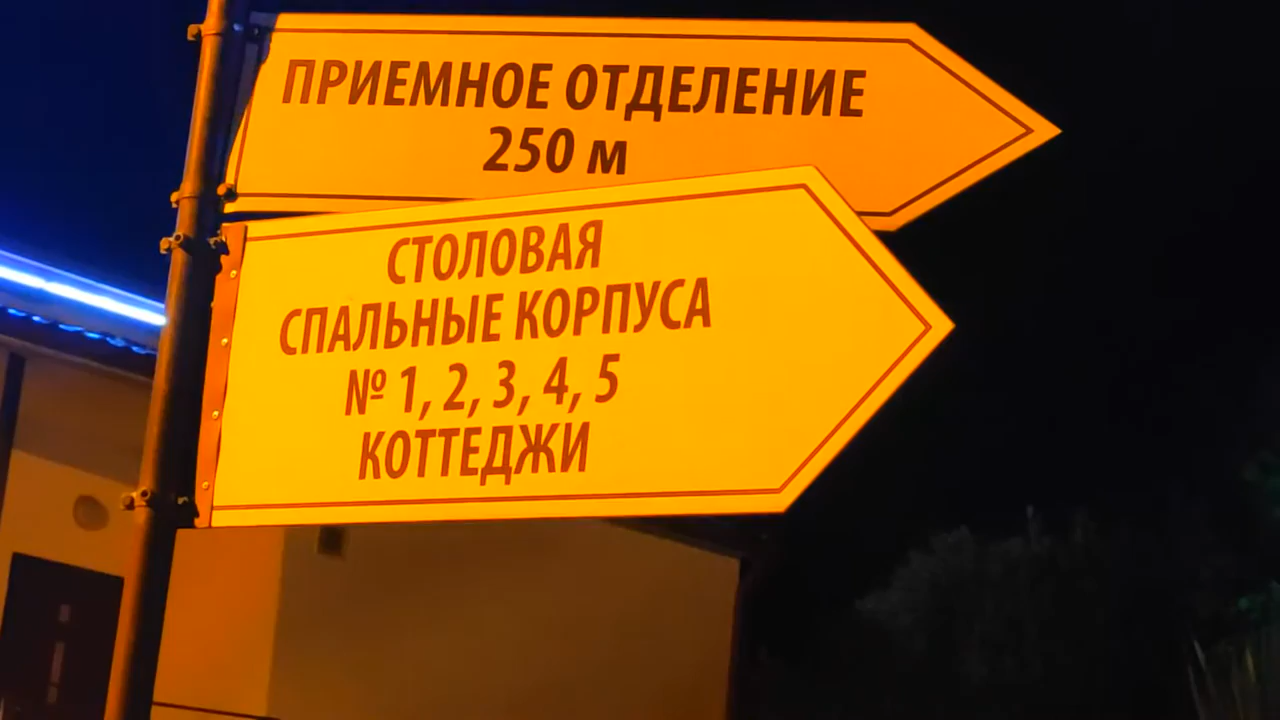 ПРИЕМНОЕ ОТДЕЛЕНИЕ
250 м
СТОЛОВАЯ
СПАЛЬНЫЕ КОРПУСА
№ 1, 2, 3, 4, 5
КОТТЕДЖИ